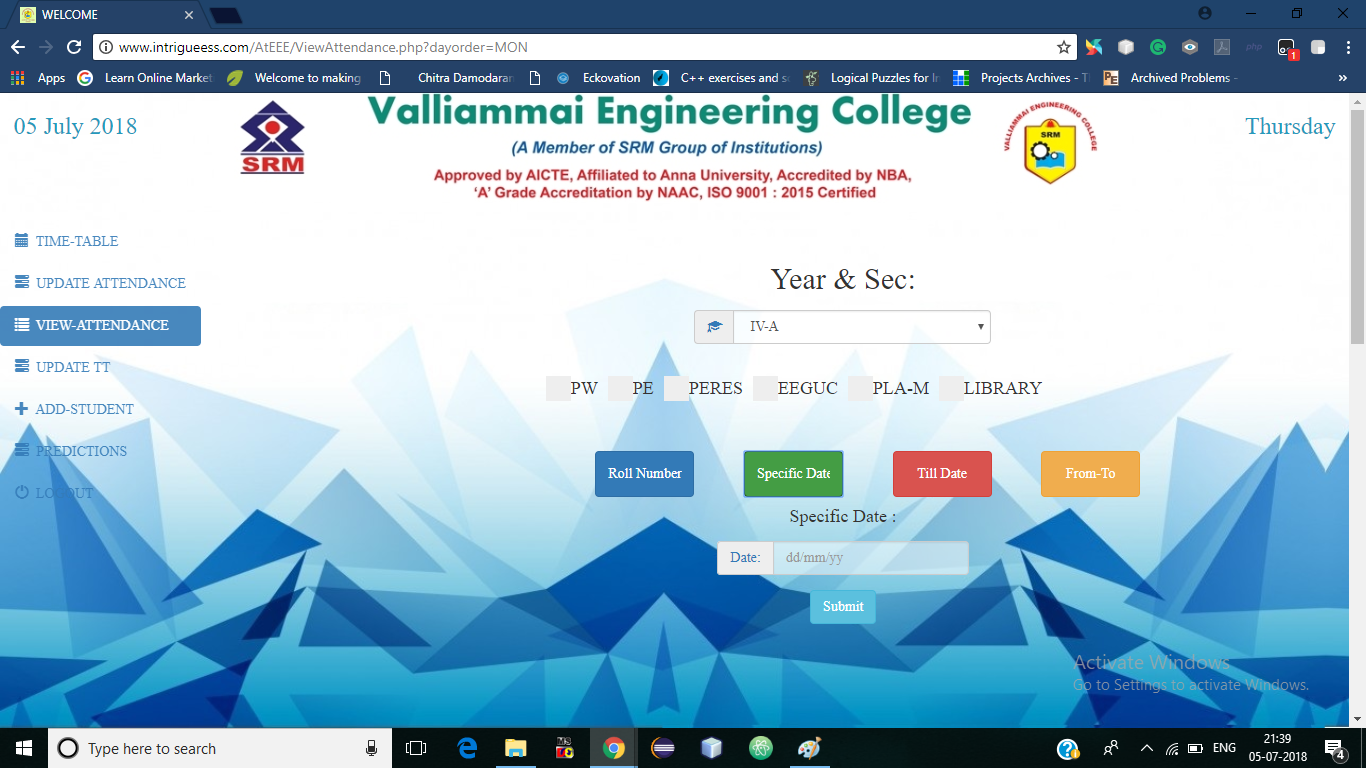 WELCOME
www.intrigueess.com/AtEEE/ViewAttendance.php?dayorder=MON
php
1
Apps
Learn Online Market
Welcome to making
Chitra Damodaran
Eckovation
C++ exercises and so
Logical Puzzles for In
Projects Archives - T
PE
Archived Problems -
»
05 July 2018
SRM
Valliammai Engineering College
(A Member of SRM Group of Institutions)
Approved by AICTE, Affiliated to Anna University, Accredited by NBA,
'A' Grade Accreditation by NAAC, ISO 9001 : 2015 Certified
VALLIAMMAI ENGINEERING COLLEGE
SRM
Thursday
TIME-TABLE
UPDATE ATTENDANCE
VIEW-ATTENDANCE
UPDATE TT
ADD-STUDENT
PREDICTIONS
LOGOUT
Year & Sec:
IV-A
PW PE PERES EEGUC PLA-M LIBRARY
Roll Number
Specific Date
Till Date
From-To
Specific Date :
Date:
dd/mm/yy
Submit
Activate Windows
Go to Settings to activate Windows.
Type here to search
ENG
21:39
05-07-2018
4